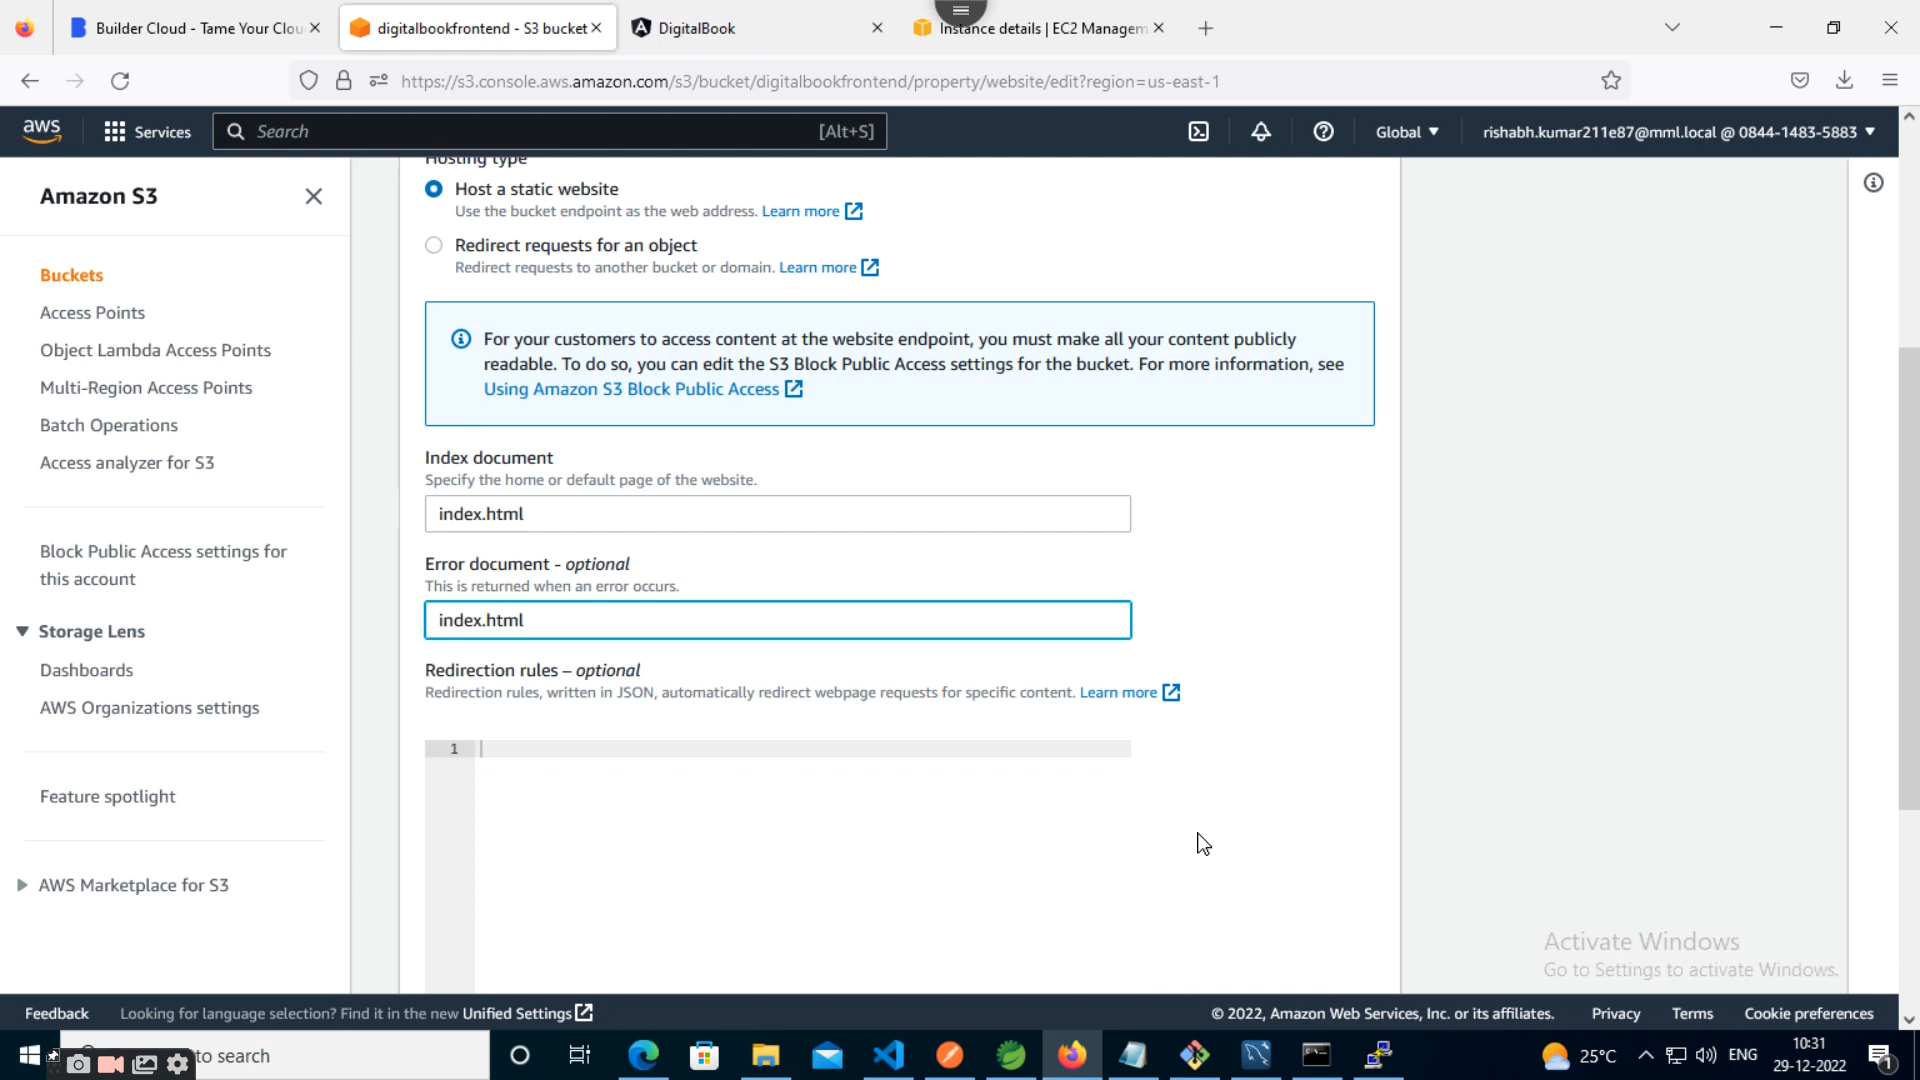 Builder Cloud - Tame Your Clou
digitalbookfrontend - S3 bucket
DigitalBook
Instance details | EC2 Managem
https://s3.console.aws.amazon.com/s3/bucket/digitalbookfrontend/property/website/edit?region=us-east-1
aws
Services
Search
[Alt+S]
Global
rishabh.kumar211e87@mml.local @ 0844-1483-5883
Amazon S3
Buckets
Access Points
Object Lambda Access Points
Multi-Region Access Points
Batch Operations
Access analyzer for S3
Block Public Access settings for
this account
Storage Lens
Dashboards
AWS Organizations settings
Feature spotlight
AWS Marketplace for S3
Hosting type
Host a static website
Use the bucket endpoint as the web address. Learn more
Redirect requests for an object
Redirect requests to another bucket or domain. Learn more
For your customers to access content at the website endpoint, you must make all your content publicly
readable. To do so, you can edit the S3 Block Public Access settings for the bucket. For more information, see
Using Amazon S3 Block Public Access
Index document
Specify the home or default page of the website.
index.html
Error document - optional
This is returned when an error occurs.
index.html
Redirection rules – optional
Redirection rules, written in JSON, automatically redirect webpage requests for specific content. Learn more
1
Activate Windows
Go to Settings to activate Windows.
Feedback
Looking for language selection? Find it in the new Unified Settings
© 2022, Amazon Web Services, Inc. or its affiliates.
Privacy
Terms
Cookie preferences
to search
25°C
ENG
10:31
29-12-2022
1